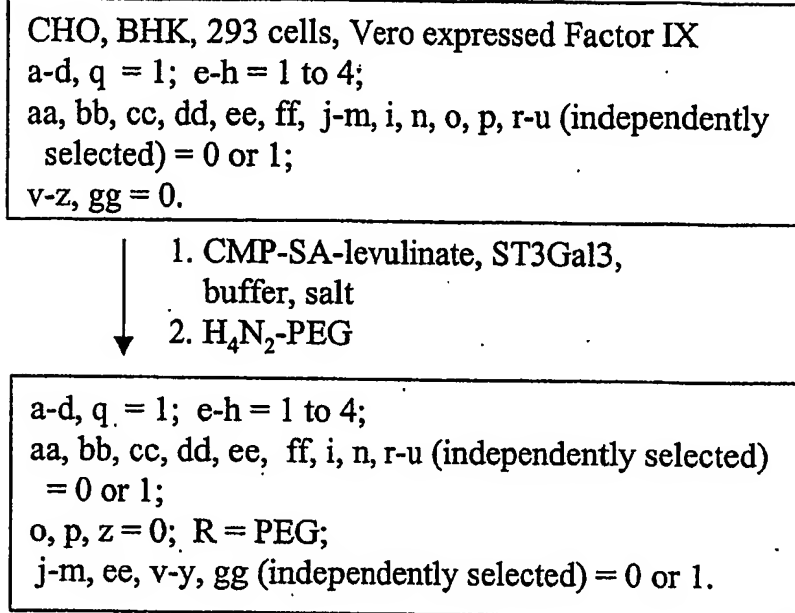 CHO, BHK, 293 cells, Vero expressed Factor IX
a-d, q = 1; e-h = 1 to 4;
aa, bb, cc, dd, ee, ff, j-m, i, n, o, p, r-u (independently
selected) = 0 or 1;
v-z, gg = 0.
1. CMP-SA-levulinate, ST3Gal3,
buffer, salt
2. H₄N₂-PEG
a-d, q = 1; e-h = 1 to 4;
aa, bb, cc, dd, ee, ff, i, n, r-u (independently selected)
= 0 or 1;
o, p, z = 0; R = PEG;
j-m, ee, v-y, gg (independently selected) = 0 or 1.